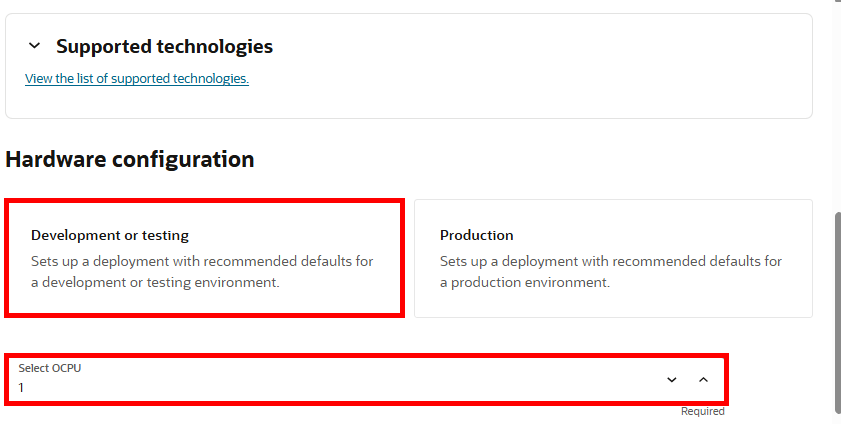 Supported technologies
View the list of supported technologies.
Hardware configuration
Development or testing
Sets up a deployment with recommended defaults for
a development or testing environment.
Production
Sets up a deployment with recommended defaults for
a production environment.
Select OCPU
1
Required